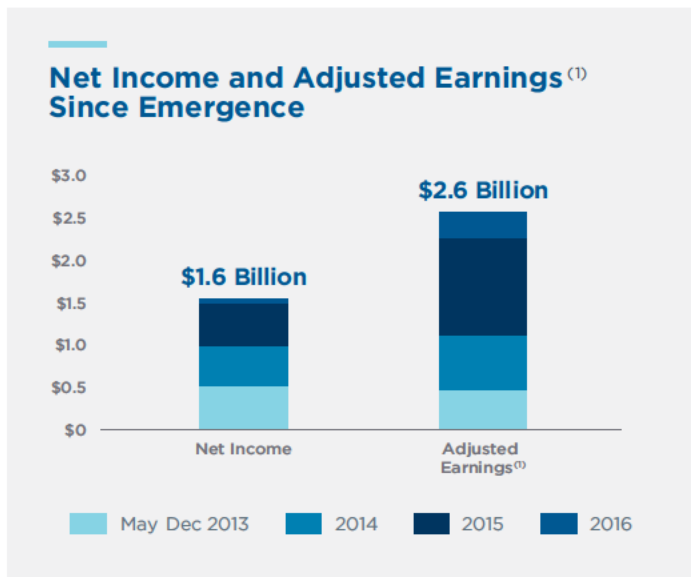 Net Income and Adjusted Earnings (1)
Since Emergence
$3.0
$2.5
$2.0
$1.5
$1.0
$0.5
$0
$1.6 Billion
$2.6 Billion
Net Income
Adjusted
Earnings(1)
May Dec 2013
2014
2015
2016